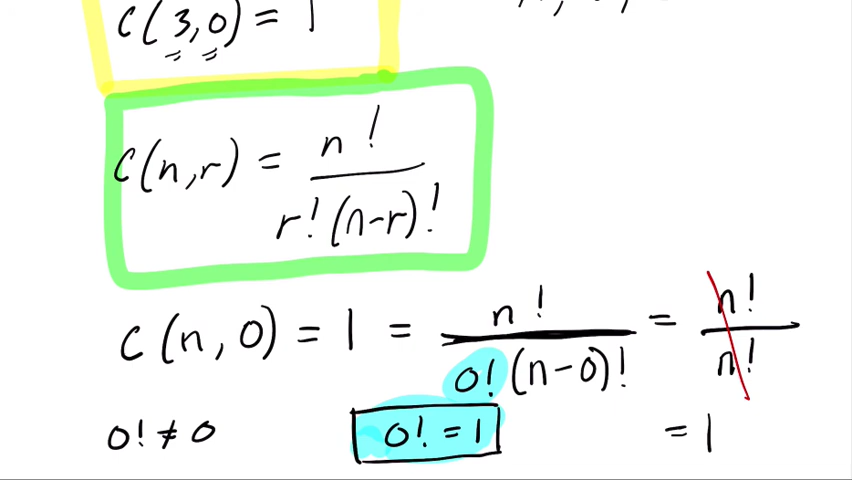 C(3,0) = 1
C(n,r) = n! / r!(n-r)!
C(n,0) = 1 = n! / 0!(n-0)! = n! / n!
0! ≠ 0
0! = 1
= 1